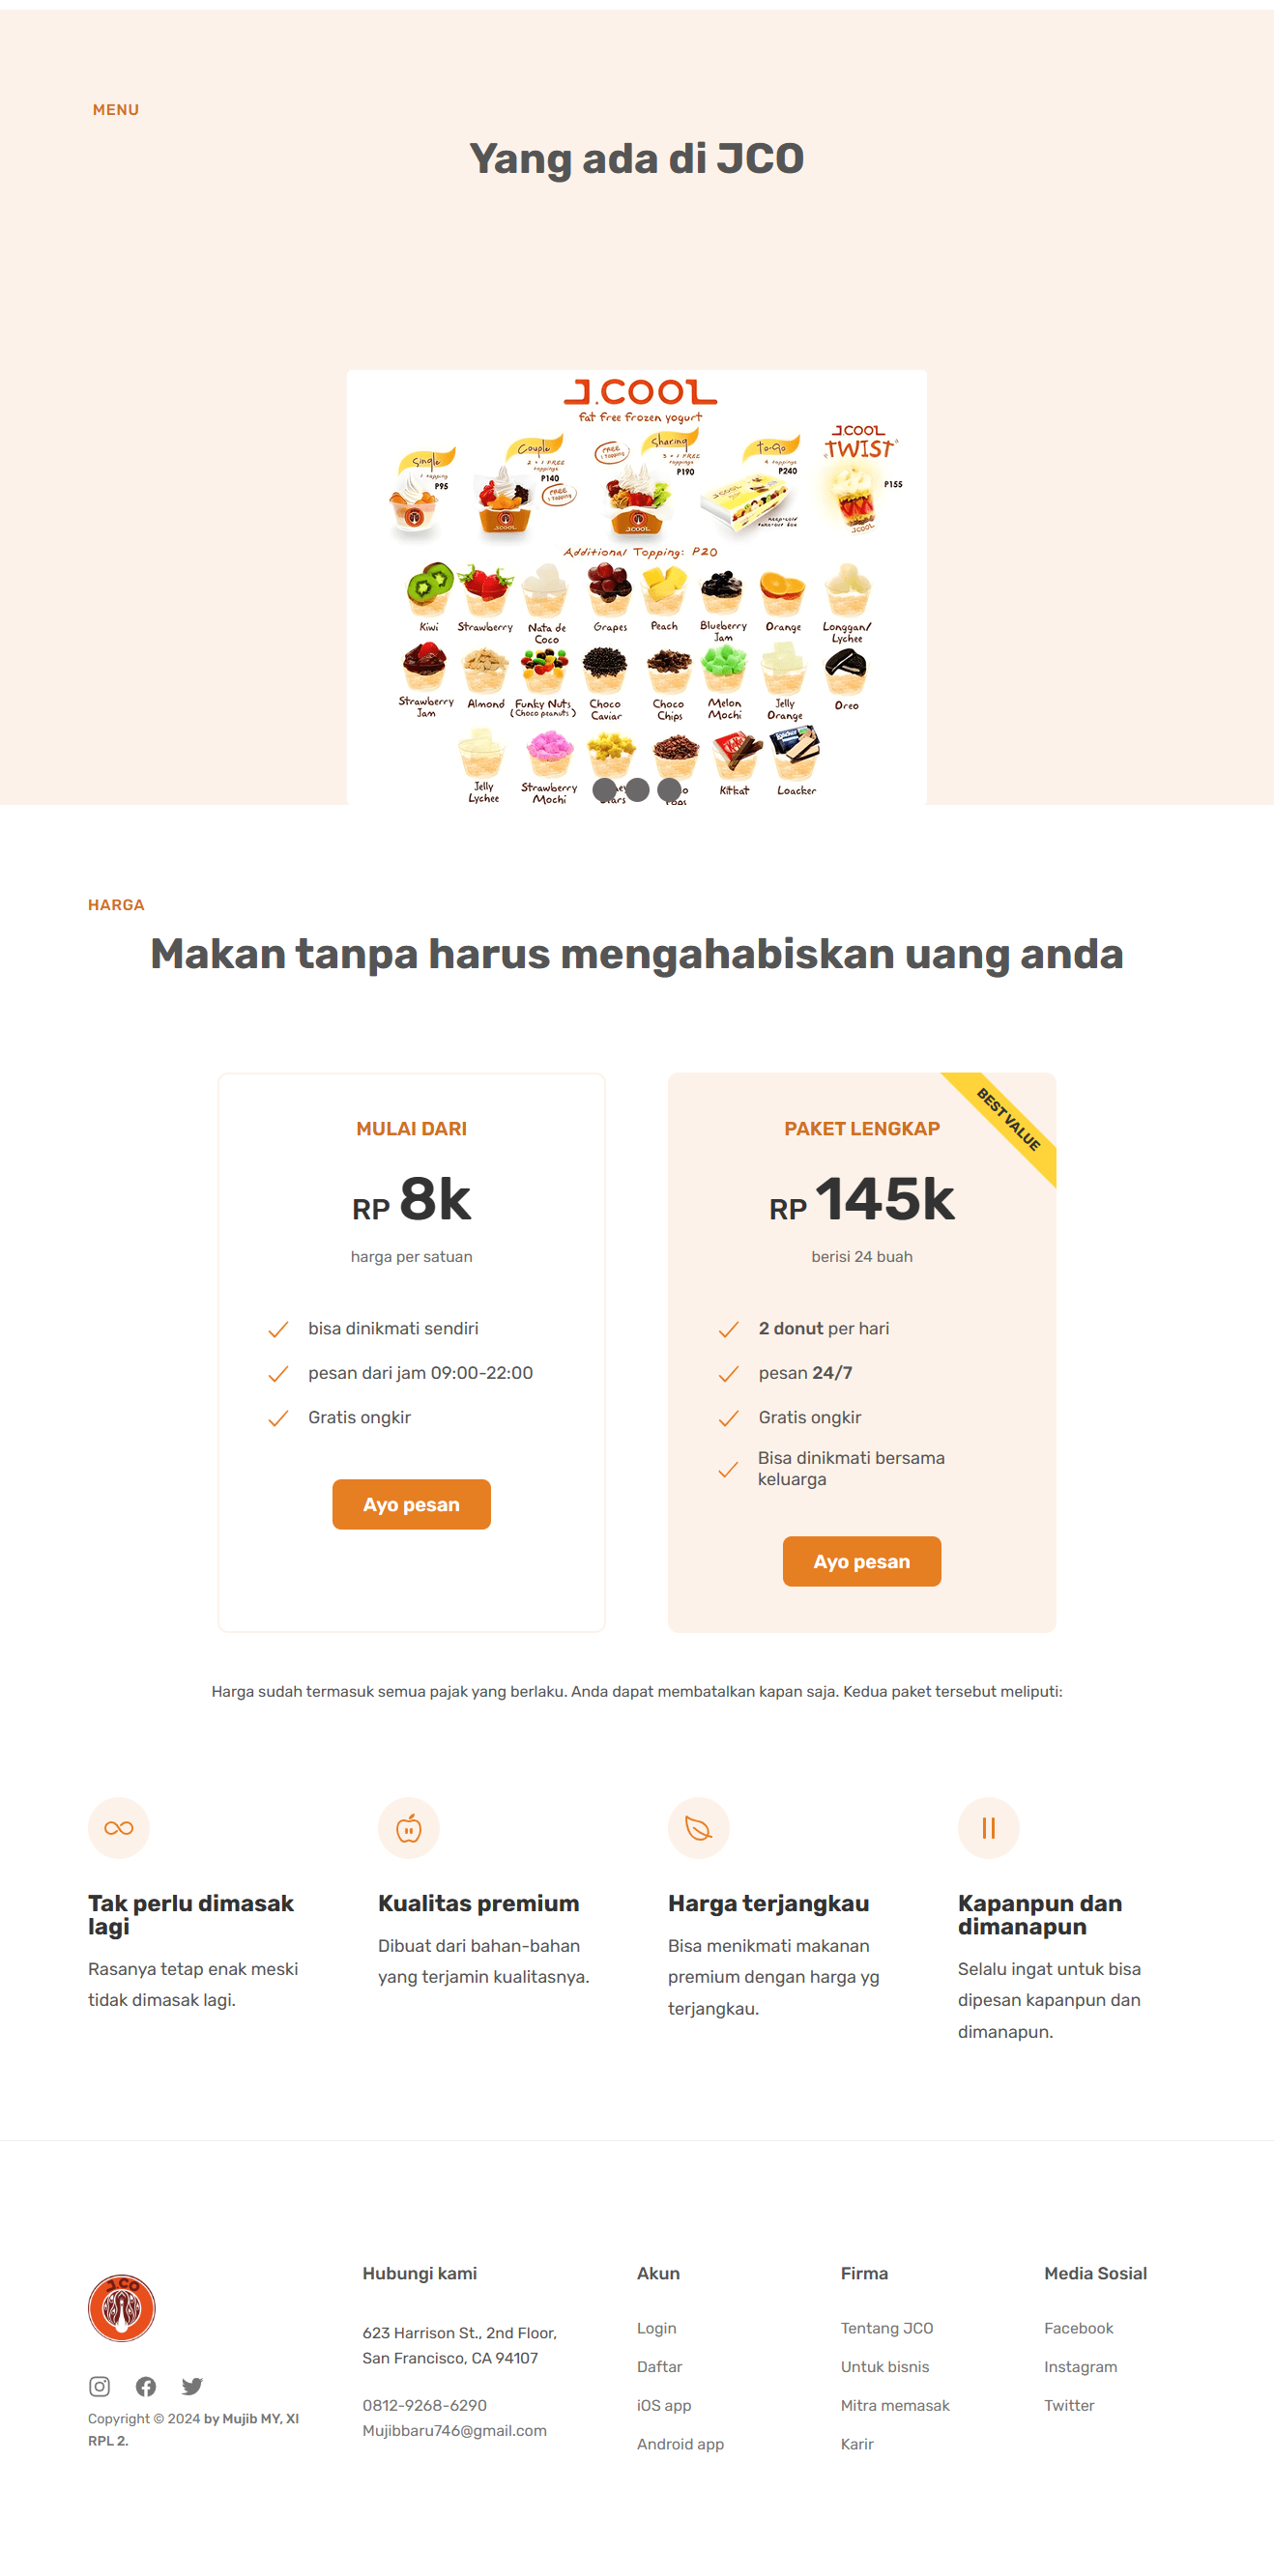 MENU
Yang ada di JCO
J.COOL
fat free frozen yogurt
Single
1 topping
P95
Couple
2 + 1 FREE
toppings
P140
FREE
1 Topping
FREE
1 Topping
Sharing
3 + 1 FREE
toppings
P190
to-Go
4 toppings
P240
J.COOL
TWIST
P155
Additional Topping: P20
Kiwi Strawberry Nata de Coco Grapes Peach Blueberry Jam Orange Longgan/ Lychee
Strawberry Jam Almond Funky Nuts (Choco peanuts) Choco Caviar Choco Chips Melon Mochi Jelly Orange Oreo
Jelly Lychee Strawberry Mochi Kitkat Loacker
HARGA
Makan tanpa harus mengahabiskan uang anda
MULAI DARI
RP 8k
harga per satuan
bisa dinikmati sendiri
pesan dari jam 09:00-22:00
Gratis ongkir
Ayo pesan
BEST VALUE
PAKET LENGKAP
RP 145k
berisi 24 buah
2 donut per hari
pesan 24/7
Gratis ongkir
Bisa dinikmati bersama
keluarga
Ayo pesan
Harga sudah termasuk semua pajak yang berlaku. Anda dapat membatalkan kapan saja. Kedua paket tersebut meliputi:
Tak perlu dimasak
lagi
Rasanya tetap enak meski
tidak dimasak lagi.
Kualitas premium
Dibuat dari bahan-bahan
yang terjamin kualitasnya.
Harga terjangkau
Bisa menikmati makanan
premium dengan harga yg
terjangkau.
Kapanpun dan
dimanapun
Selalu ingat untuk bisa
dipesan kapanpun dan
dimanapun.
J.CO
Copyright © 2024 by Mujib MY, XI
RPL 2.
Hubungi kami
623 Harrison St., 2nd Floor,
San Francisco, CA 94107
0812-9268-6290
Mujibbaru746@gmail.com
Akun
Login
Daftar
iOS app
Android app
Firma
Tentang JCO
Untuk bisnis
Mitra memasak
Karir
Media Sosial
Facebook
Instagram
Twitter